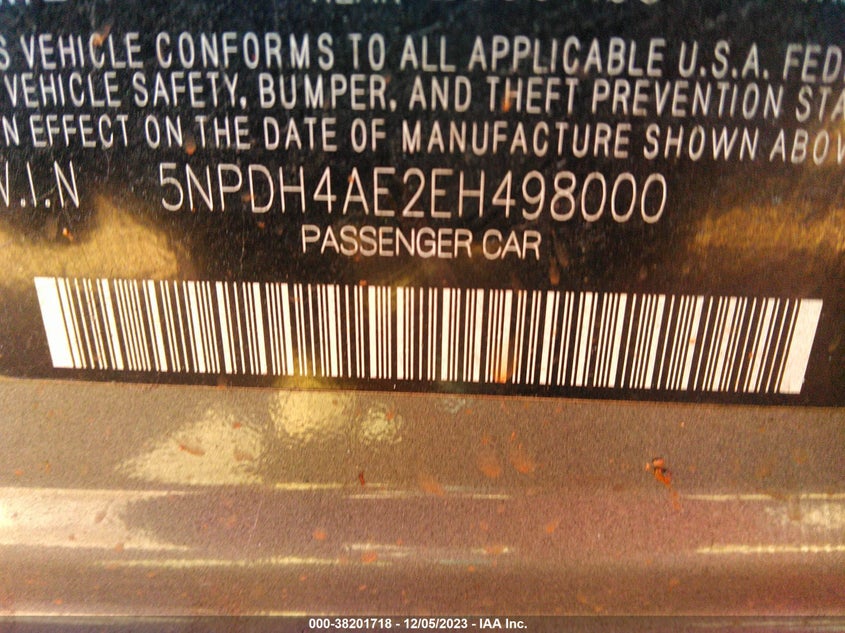 S VEHICLE CONFORMS TO ALL APPLICABLE U.S.A. FED
VEHICLE SAFETY, BUMPER, AND THEFT PREVENTION STA
N EFFECT ON THE DATE OF MANUFACTURE SHOWN ABOV
V.I.N 5NPDH4AE2EH498000
PASSENGER CAR
000-38201718 - 12/05/2023 - IAA Inc.